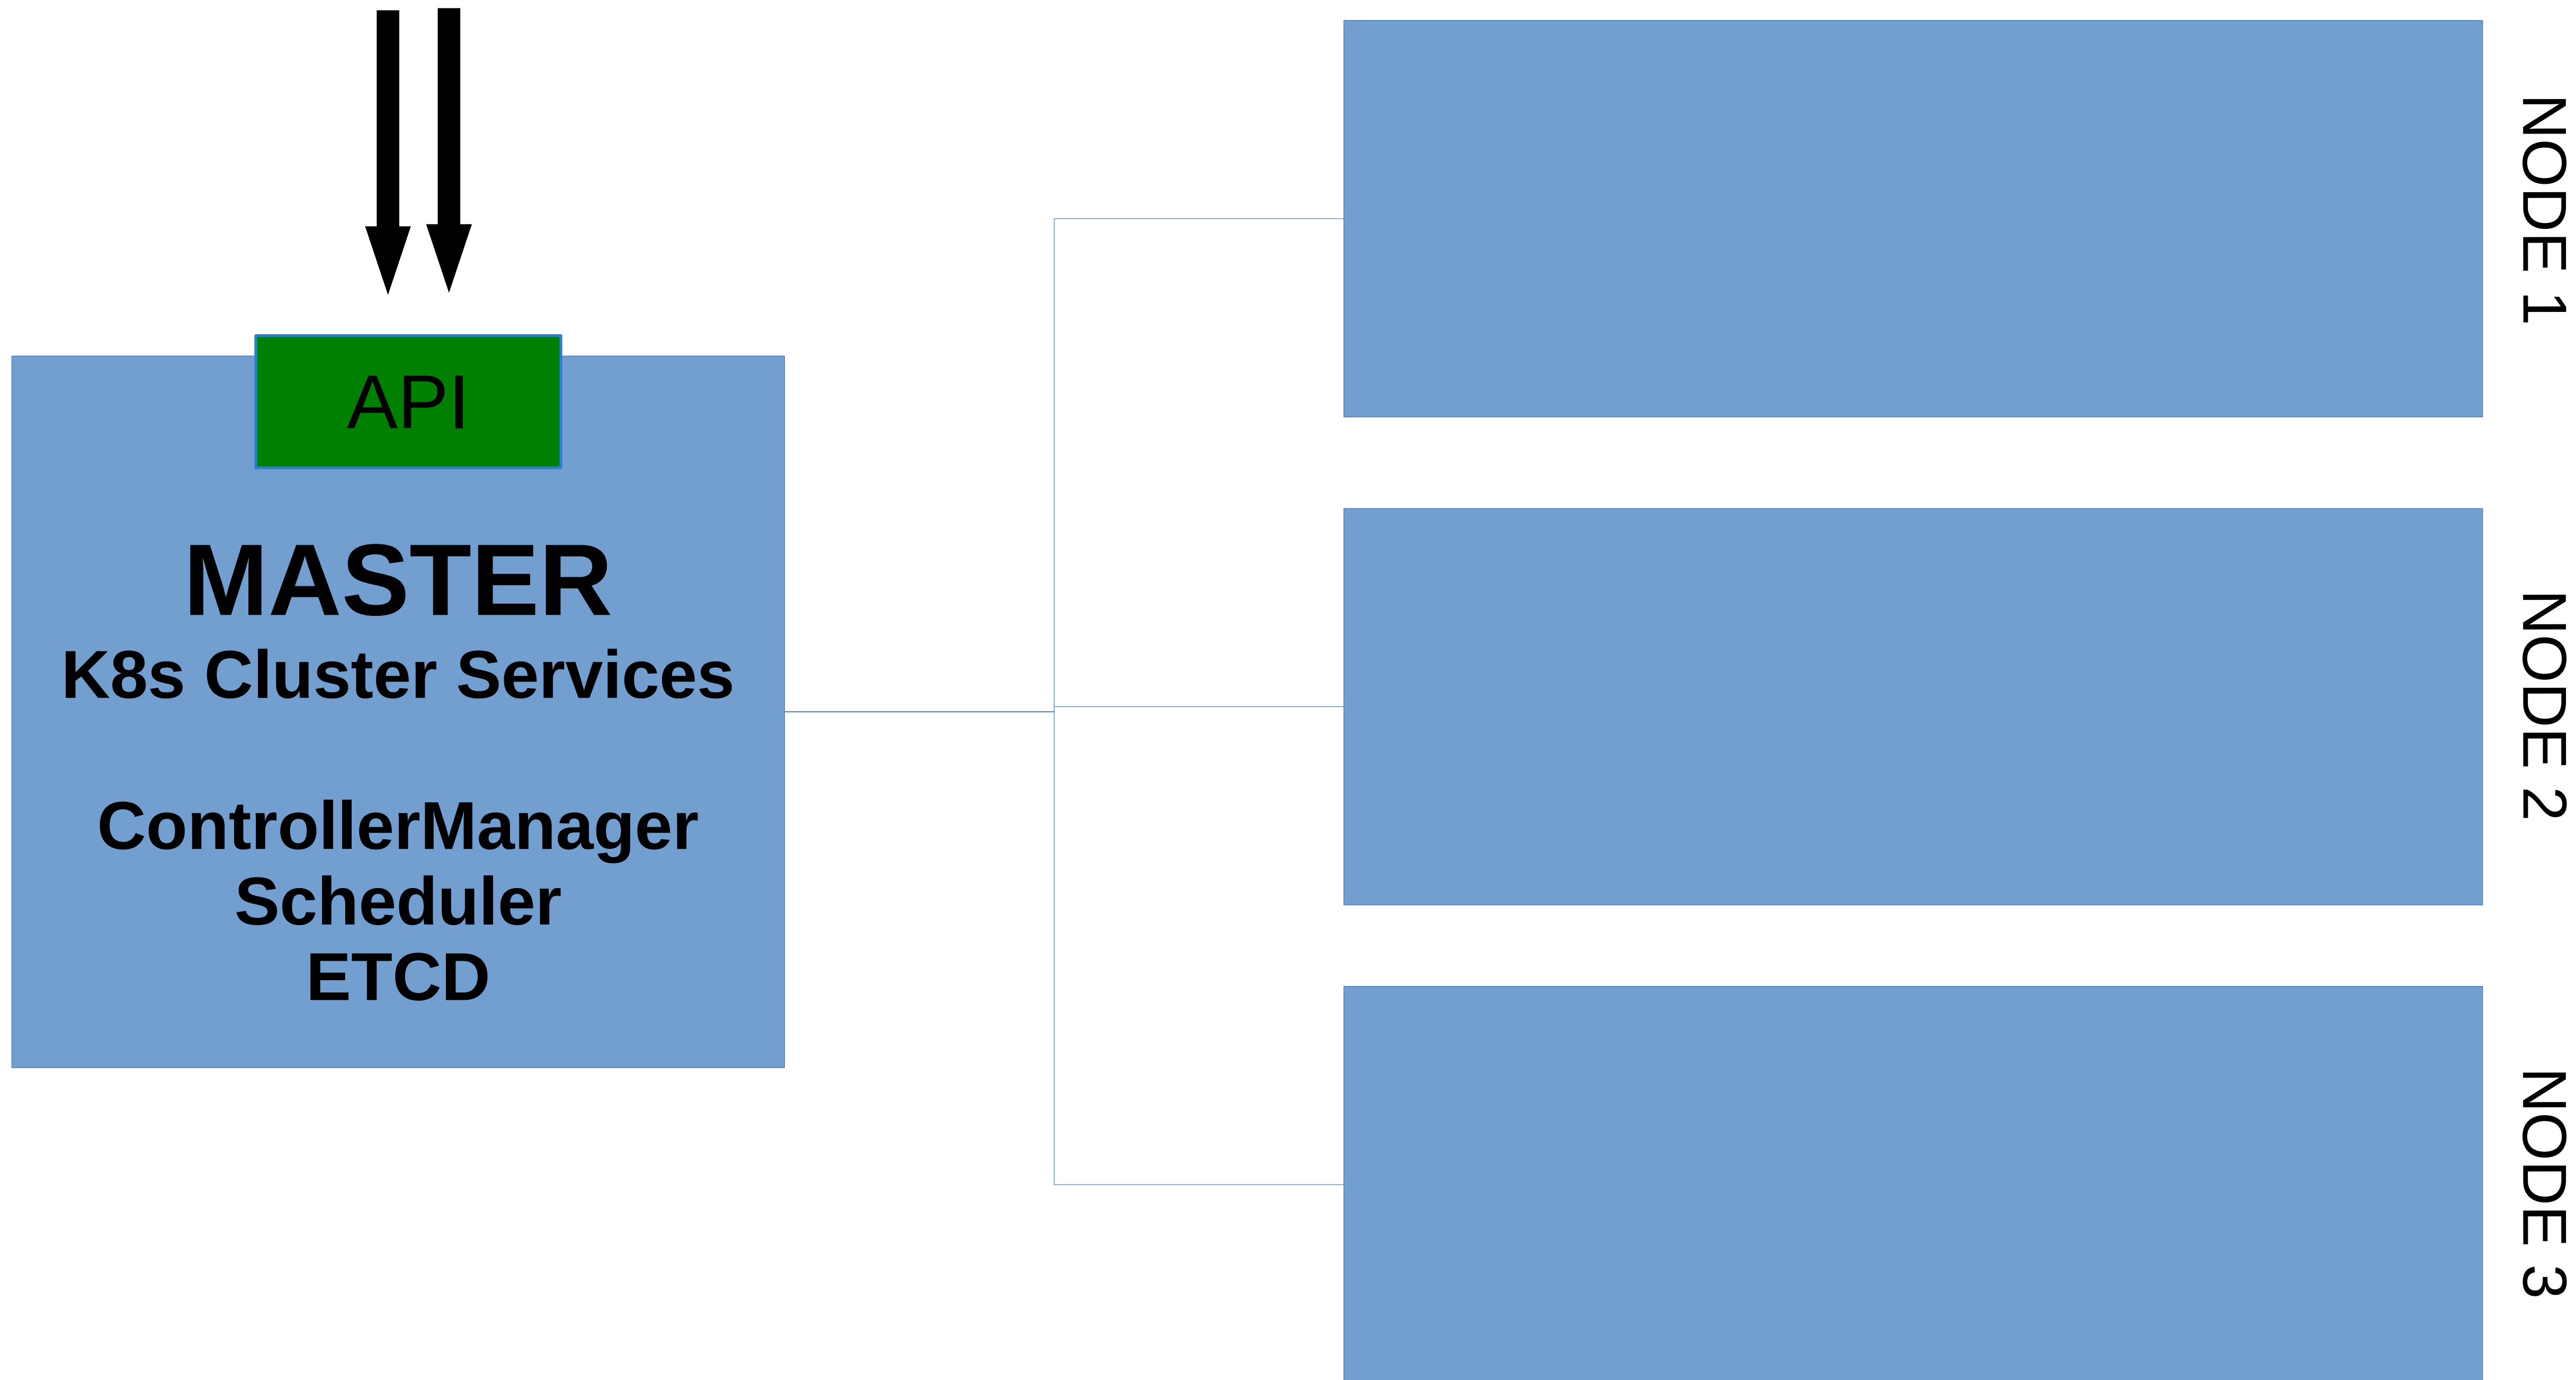 API
MASTER
K8s Cluster Services
ControllerManager
Scheduler
ETCD
NODE 1
NODE 2
NODE 3